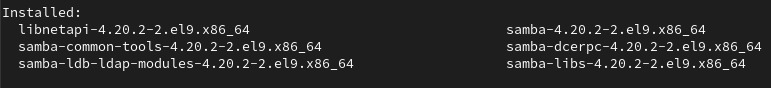 Installed:
libnetapi-4.20.2-2.el9.x86_64 samba-4.20.2-2.el9.x86_64
samba-common-tools-4.20.2-2.el9.x86_64 samba-dcerpc-4.20.2-2.el9.x86_64
samba-ldb-ldap-modules-4.20.2-2.el9.x86_64 samba-libs-4.20.2-2.el9.x86_64